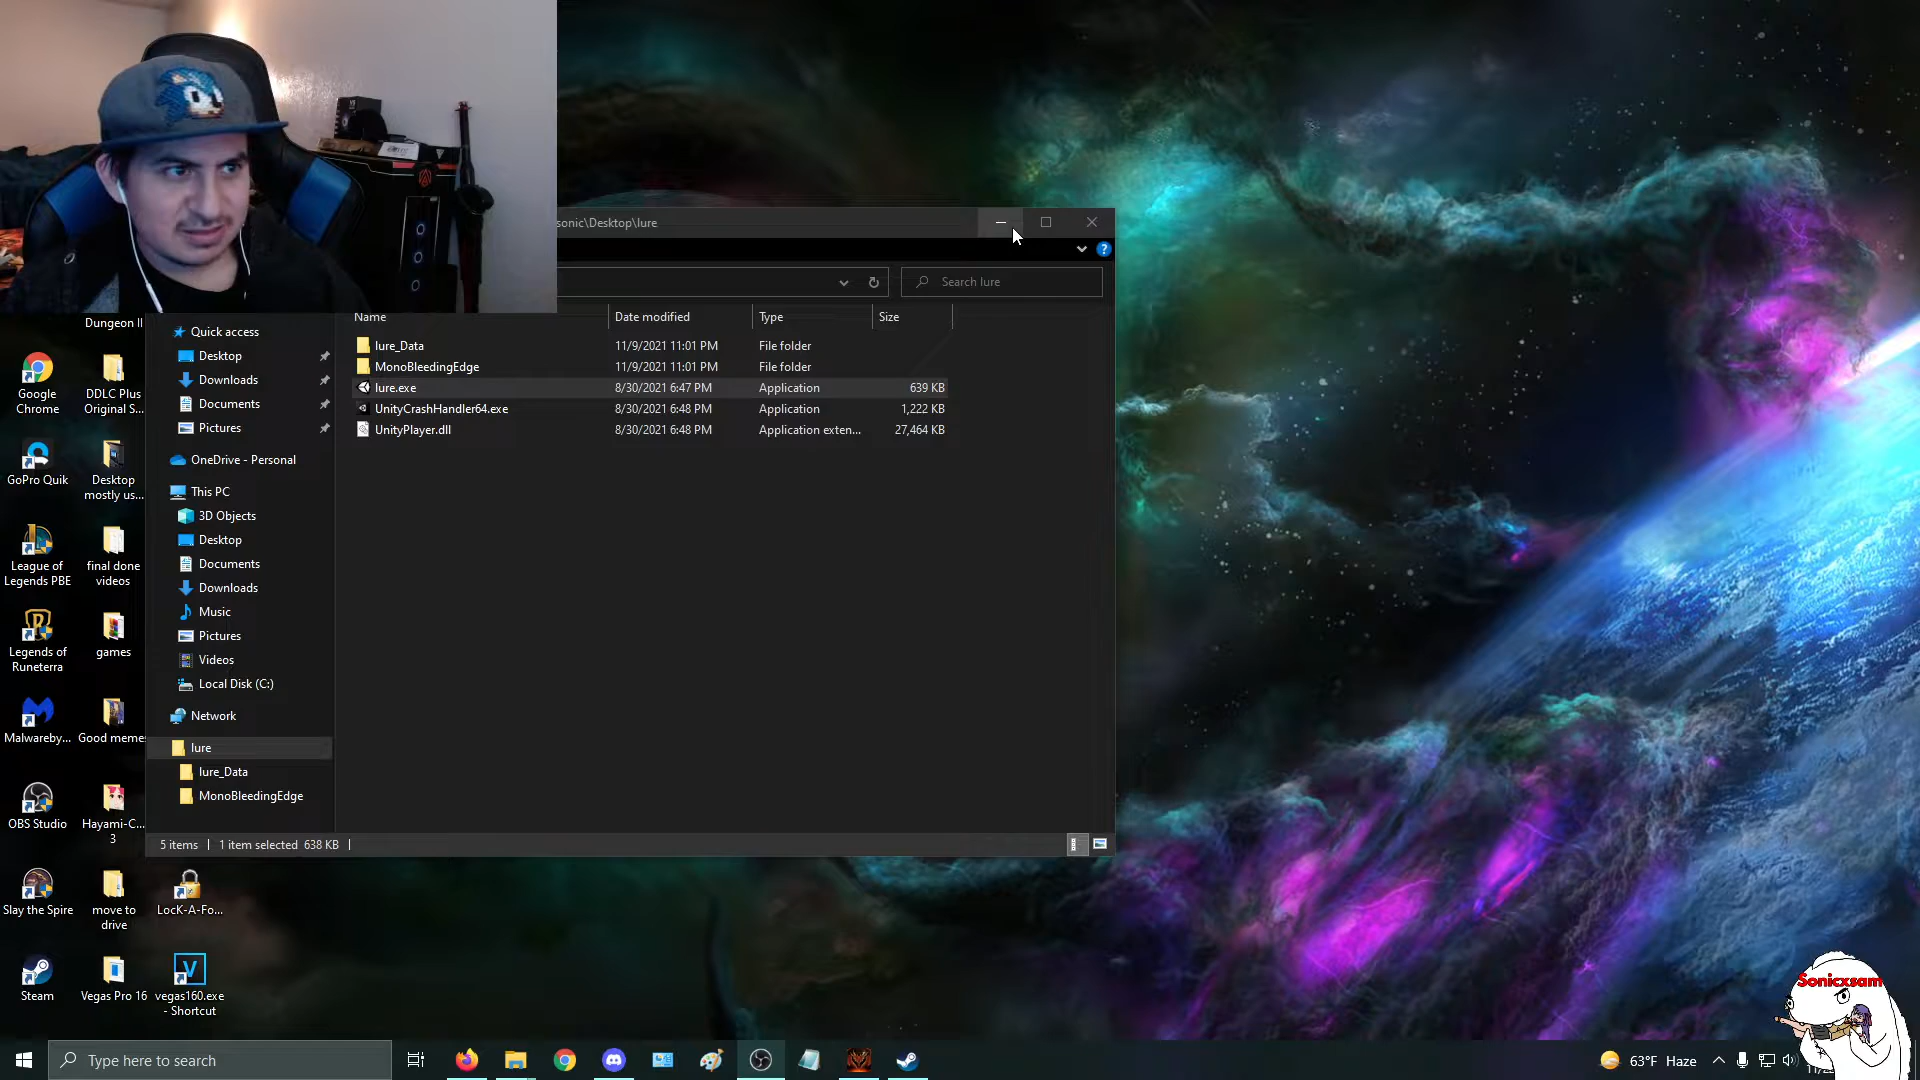 sonic\Desktop\lure
Search lure
Name
Date modified
Type
Size
lure_Data
11/9/2021 11:01 PM
File folder
MonoBleedingEdge
11/9/2021 11:01 PM
File folder
lure.exe
8/30/2021 6:47 PM
Application
639 KB
UnityCrashHandler64.exe
8/30/2021 6:48 PM
Application
1,222 KB
UnityPlayer.dll
8/30/2021 6:48 PM
Application exten...
27,464 KB
Quick access
Desktop
Downloads
Documents
Pictures
OneDrive - Personal
This PC
3D Objects
Desktop
Documents
Downloads
Music
Pictures
Videos
Local Disk (C:)
Network
lure
lure_Data
MonoBleedingEdge
5 items
1 item selected 638 KB
Dungeon II
Google
Chrome
DDLC Plus
Original S...
GoPro Quik
Desktop
mostly us...
League of
Legends PBE
final done
videos
Legends of
Runeterra
games
Malwareby...
Good memes
OBS Studio
Hayami-C...
3
Slay the Spire
move to
drive
LocK-A-Fo...
Steam
Vegas Pro 16
vegas160.exe
- Shortcut
Type here to search
63°F Haze
Sonicxsam